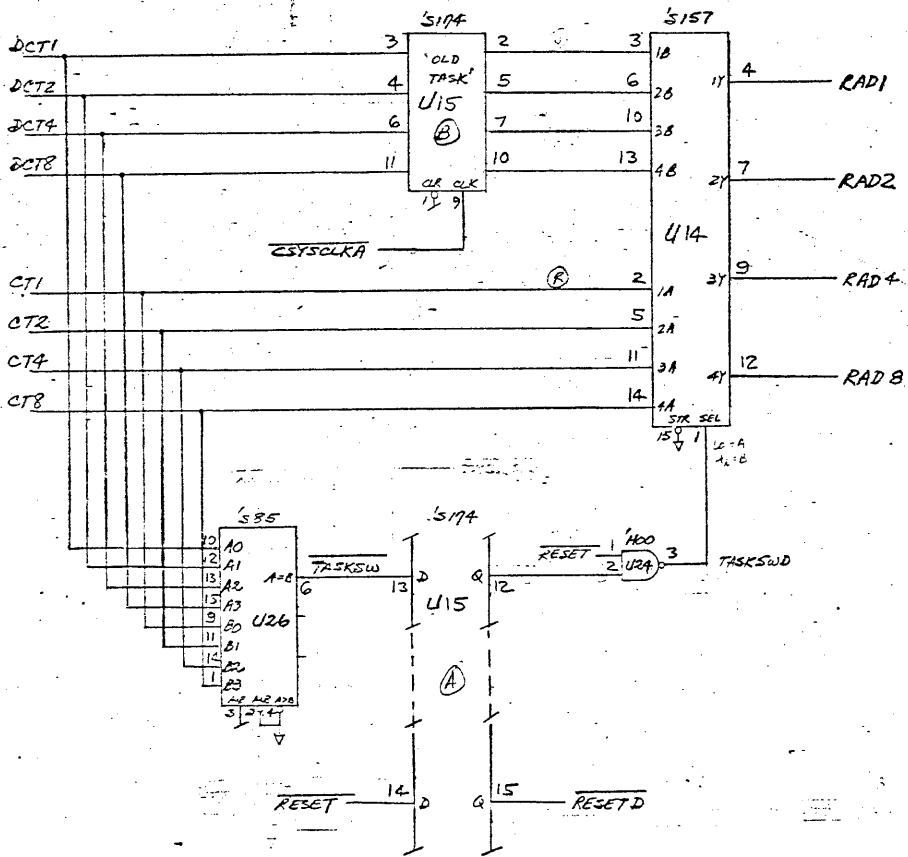 'S174
'S157
DCT1
3
2
3
1B
'OLD
TASK'
1Y
4
RAD1
DCT2
4
5
6
2B
U15
DCT4
6
B
7
10
3B
DCT8
11
10
13
4B
2Y
7
RAD2
CLR CLK
1
9
U14
CSYSCLKA
CT1
R
2
1A
3Y
9
RAD4
CT2
5
2A
CT4
11
3A
4Y
12
RAD8
CT8
14
4A
STR SEL
15
1
LO=A
HI=B
'S85
'S174
'H00
10
A0
12
A1
13
A2
15
A3
9
B0
11
B1
14
B2
1
B3
A=B
6
U26
TASKSW
13
D
Q
12
U15
RESET
1
2
U24
3
TASKSWD
A=B A<B A>B
3 2 4
A
RESET
14
D
Q
15
RESETD